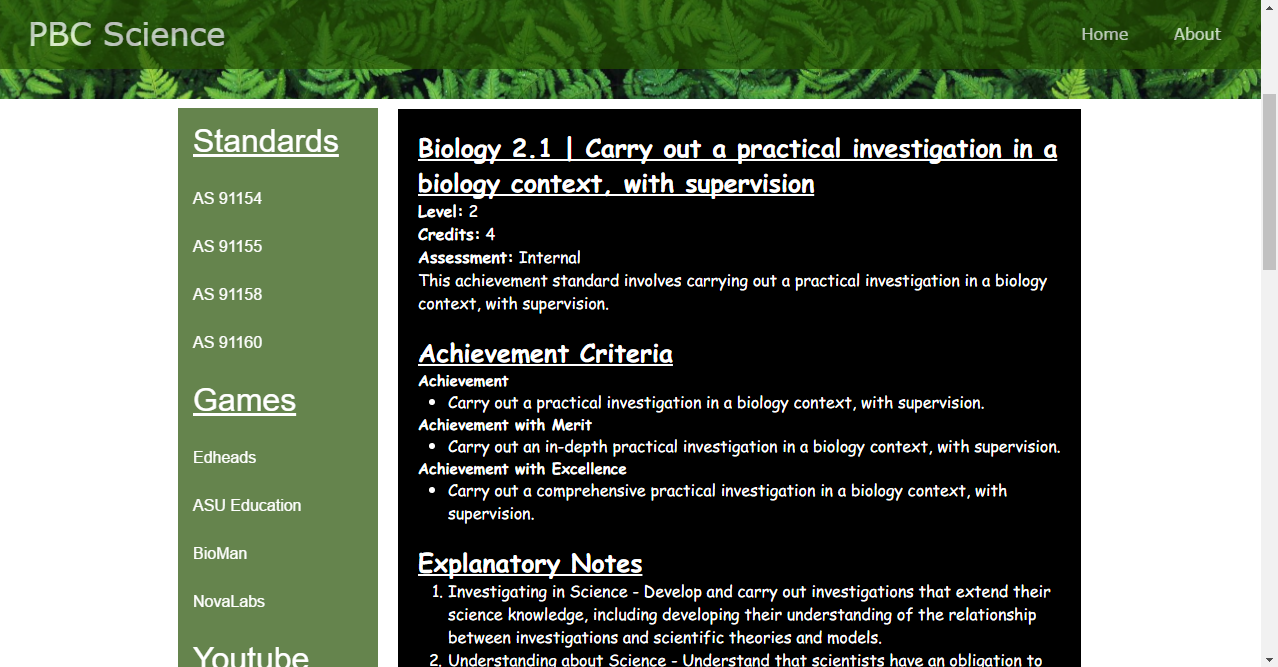 PBC Science
Home
About
Standards
AS 91154
AS 91155
AS 91158
AS 91160
Games
Edheads
ASU Education
BioMan
NovaLabs
Youtube
Biology 2.1 | Carry out a practical investigation in a
biology context, with supervision
Level: 2
Credits: 4
Assessment: Internal
This achievement standard involves carrying out a practical investigation in a biology
context, with supervision.
Achievement Criteria
Achievement
• Carry out a practical investigation in a biology context, with supervision.
Achievement with Merit
• Carry out an in-depth practical investigation in a biology context, with supervision.
Achievement with Excellence
• Carry out a comprehensive practical investigation in a biology context, with
supervision.
Explanatory Notes
1. Investigating in Science - Develop and carry out investigations that extend their
science knowledge, including developing their understanding of the relationship
between investigations and scientific theories and models.
2. Understanding about Science - Understand that scientists have an obligation to